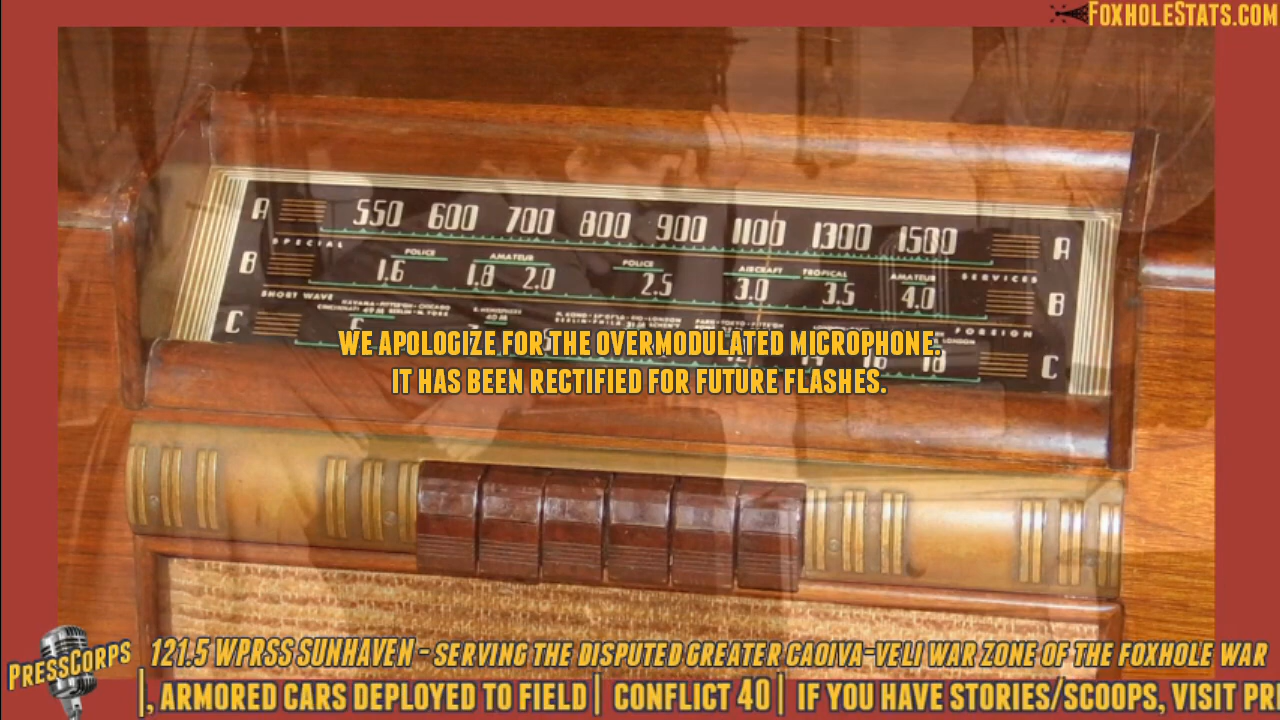 FOXHOLESTATS.COM
A 550 600 700 800 900 1100 1300 1500 A
SPECIAL POLICE AMATEUR POLICE AIRCRAFT TROPICAL AMATEUR SERVICES
B 1.6 1.8 2.0 2.5 3.0 3.5 4.0 B
SHORT WAVE FOREIGN
C C
WE APOLOGIZE FOR THE OVERMODULATED MICROPHONE.
IT HAS BEEN RECTIFIED FOR FUTURE FLASHES.
PRESSCORPS
121.5 WPRSS SUNHAVEN - SERVING THE DISPUTED GREATER CAOIVA-VELI WAR ZONE OF THE FOXHOLE WAR
|, ARMORED CARS DEPLOYED TO FIELD | CONFLICT 40 | IF YOU HAVE STORIES/SCOOPS, VISIT PR